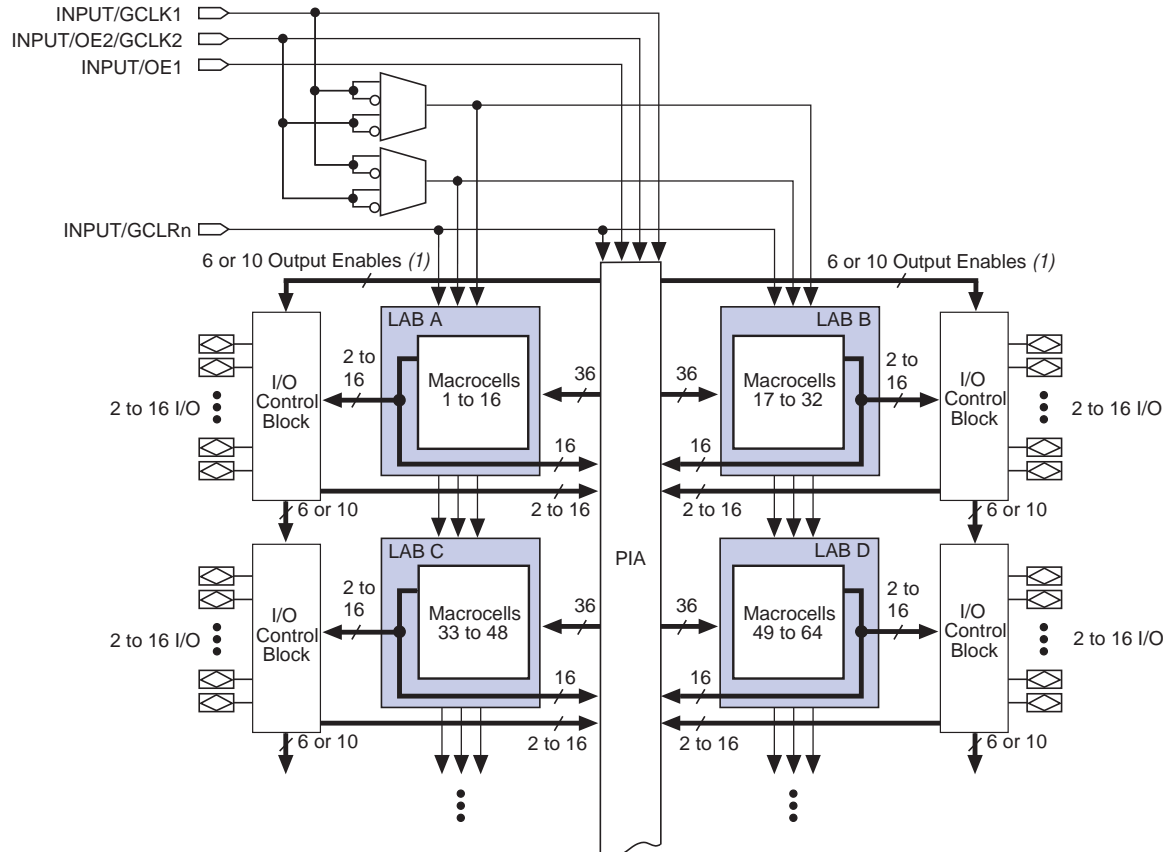 INPUT/GCLK1
INPUT/OE2/GCLK2
INPUT/OE1
INPUT/GCLRn
6 or 10 Output Enables (1)
6 or 10 Output Enables (1)
LAB A
LAB B
2 to
16
Macrocells
1 to 16
36
36
Macrocells
17 to 32
2 to
16
I/O
Control
Block
I/O
Control
Block
2 to 16 I/O
2 to 16 I/O
16
16
6 or 10
2 to 16
2 to 16
6 or 10
LAB C
PIA
LAB D
2 to
16
Macrocells
33 to 48
36
36
Macrocells
49 to 64
2 to
16
I/O
Control
Block
I/O
Control
Block
2 to 16 I/O
2 to 16 I/O
16
16
6 or 10
2 to 16
2 to 16
6 or 10